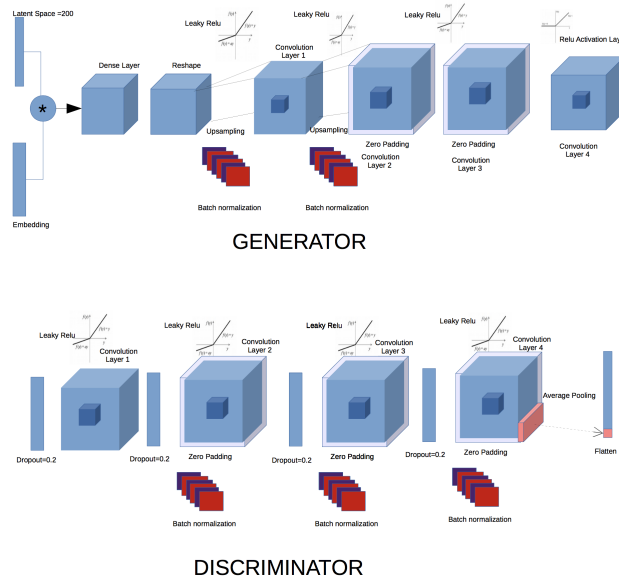 Latent Space =200
Leaky Relu
Leaky Relu
Leaky Relu
Relu Activation Lay
Convolution
Layer 1
Dense Layer
Reshape
*
Upsampling
Upsampling
Zero Padding
Convolution
Layer 2
Zero Padding
Convolution
Layer 3
Convolution
Layer 4
Batch normalization
Batch normalization
Embedding
GENERATOR
Leaky Relu
Convolution
Layer 1
Leaky Relu
Convolution
Layer 2
Leaky Relu
Convolution
Layer 3
Leaky Relu
Convolution
Layer 4
Average Pooling
Dropout=0.2
Dropout=0.2
Zero Padding
Dropout=0.2
Zero Padding
Dropout=0.2
Zero Padding
Flatten
Batch normalization
Batch normalization
Batch normalization
DISCRIMINATOR